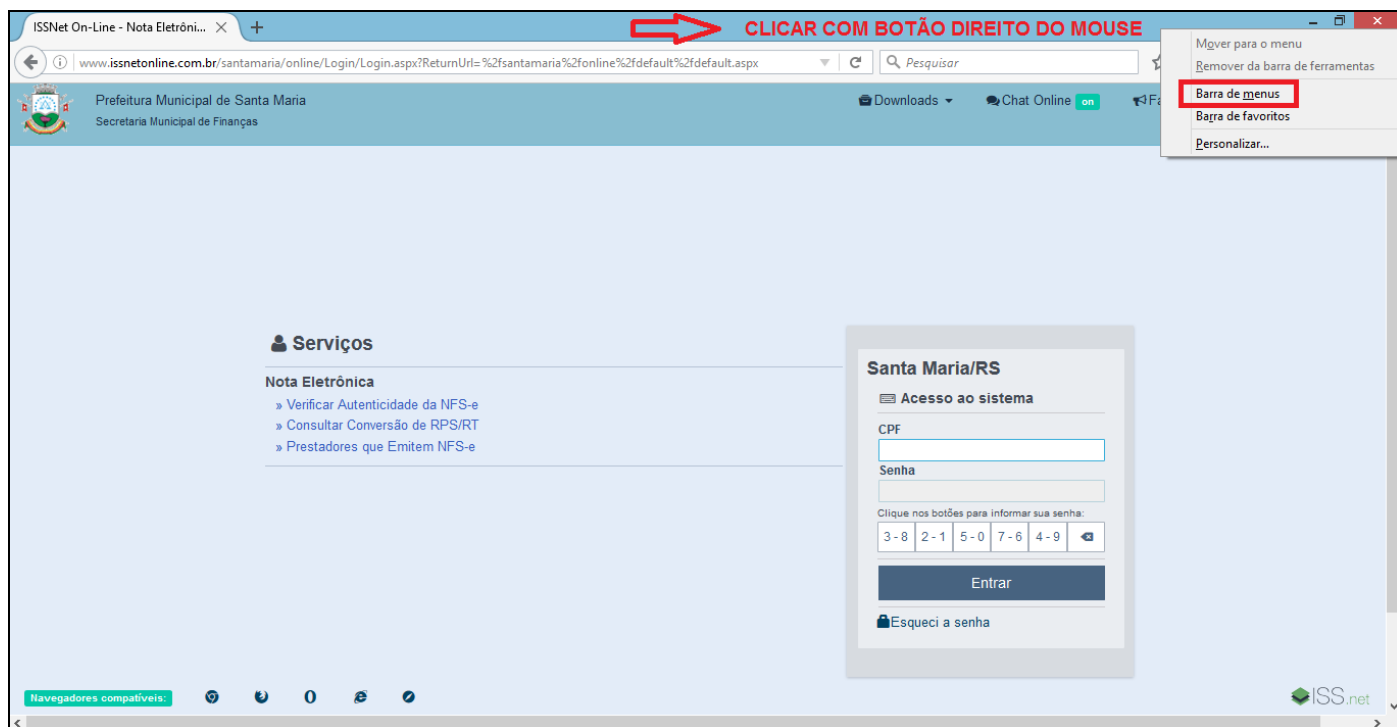 ISSNet On-Line - Nota Eletrôni...
CLICAR COM BOTÃO DIREITO DO MOUSE
www.issnetonline.com.br/santamaria/online/Login/Login.aspx?ReturnUrl=%2fsantamaria%2fonline%2fdefault%2fdefault.aspx
Pesquisar
Mover para o menu
Remover da barra de ferramentas
Barra de menus
Barra de favoritos
Personalizar...
Prefeitura Municipal de Santa Maria
Secretaria Municipal de Finanças
Downloads
Chat Online on
Fa
Serviços
Nota Eletrônica
» Verificar Autenticidade da NFS-e
» Consultar Conversão de RPS/RT
» Prestadores que Emitem NFS-e
Santa Maria/RS
Acesso ao sistema
CPF
Senha
Clique nos botões para informar sua senha:
3 - 8 2 - 1 5 - 0 7 - 6 4 - 9
Entrar
Esqueci a senha
Navegadores compatíveis:
ISS.net